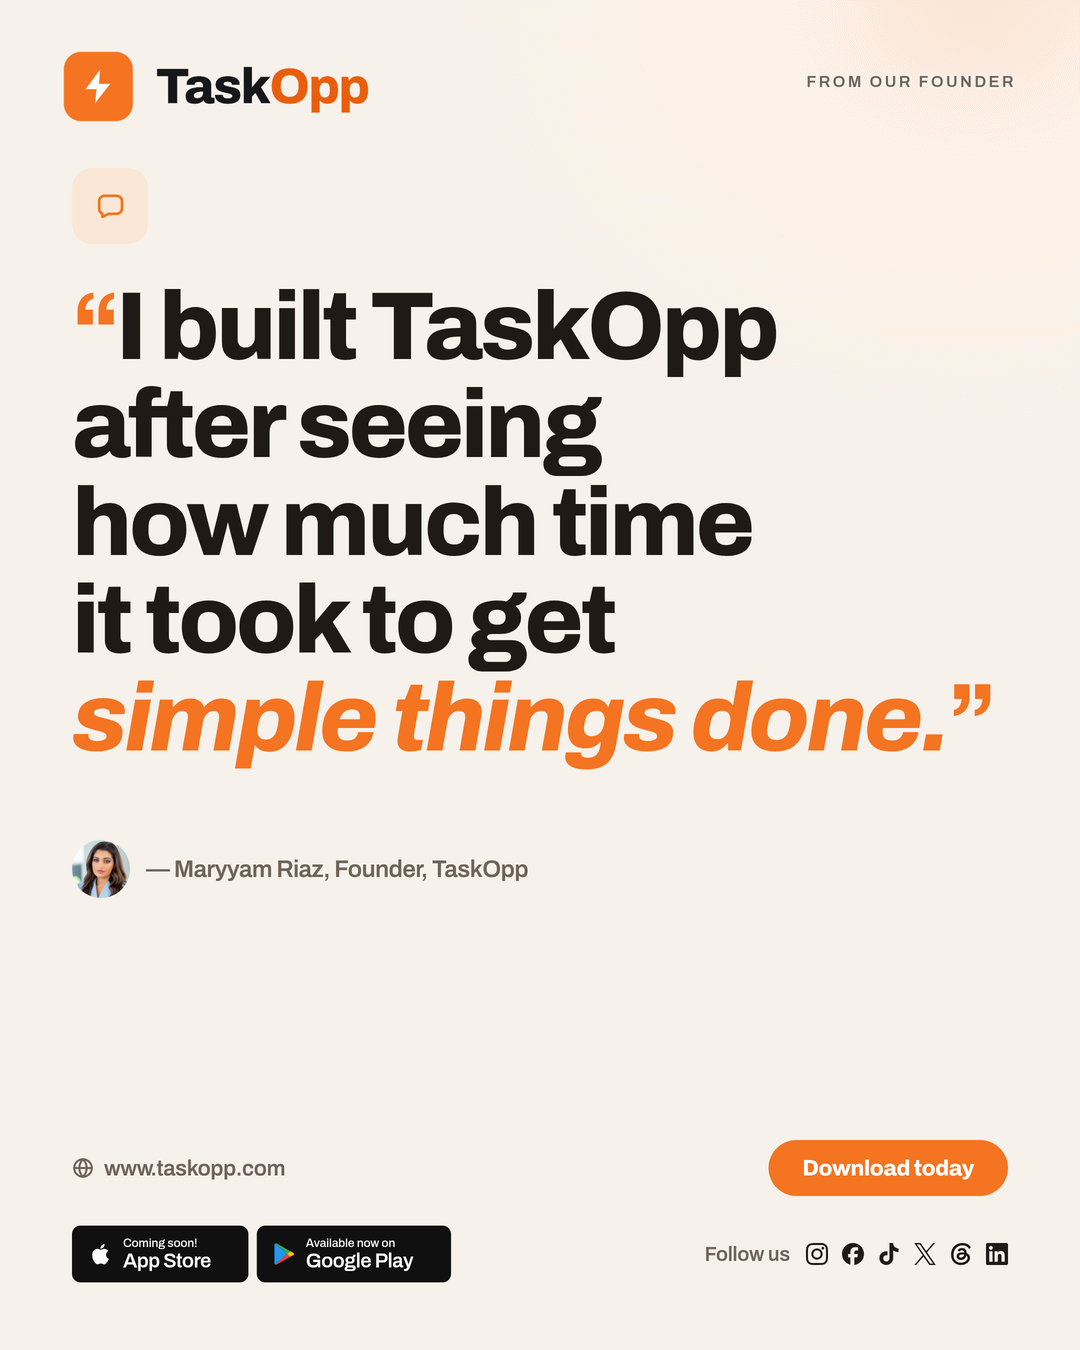 TaskOpp
FROM OUR FOUNDER
“I built TaskOpp
after seeing
how much time
it took to get
simple things done.”
— Maryyam Riaz, Founder, TaskOpp
www.taskopp.com
Download today
Coming soon!
App Store
Available now on
Google Play
Follow us